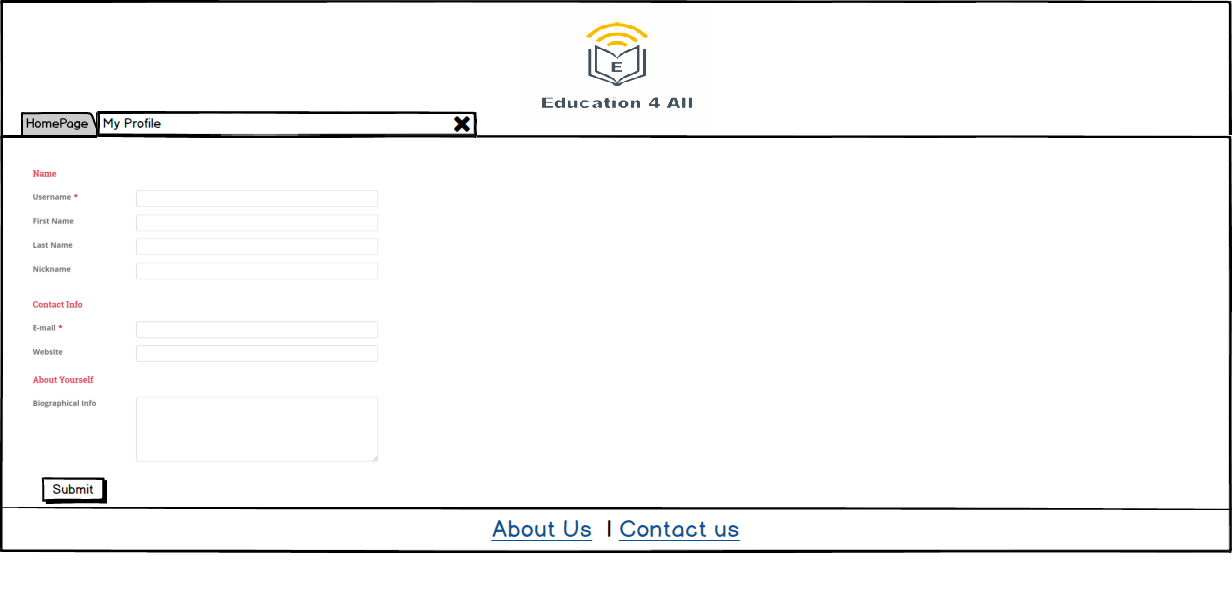 E
Education 4 All
HomePage My Profile
Name
Username *
First Name
Last Name
Nickname
Contact Info
E-mail *
Website
About Yourself
Biographical Info
Submit
About Us | Contact us